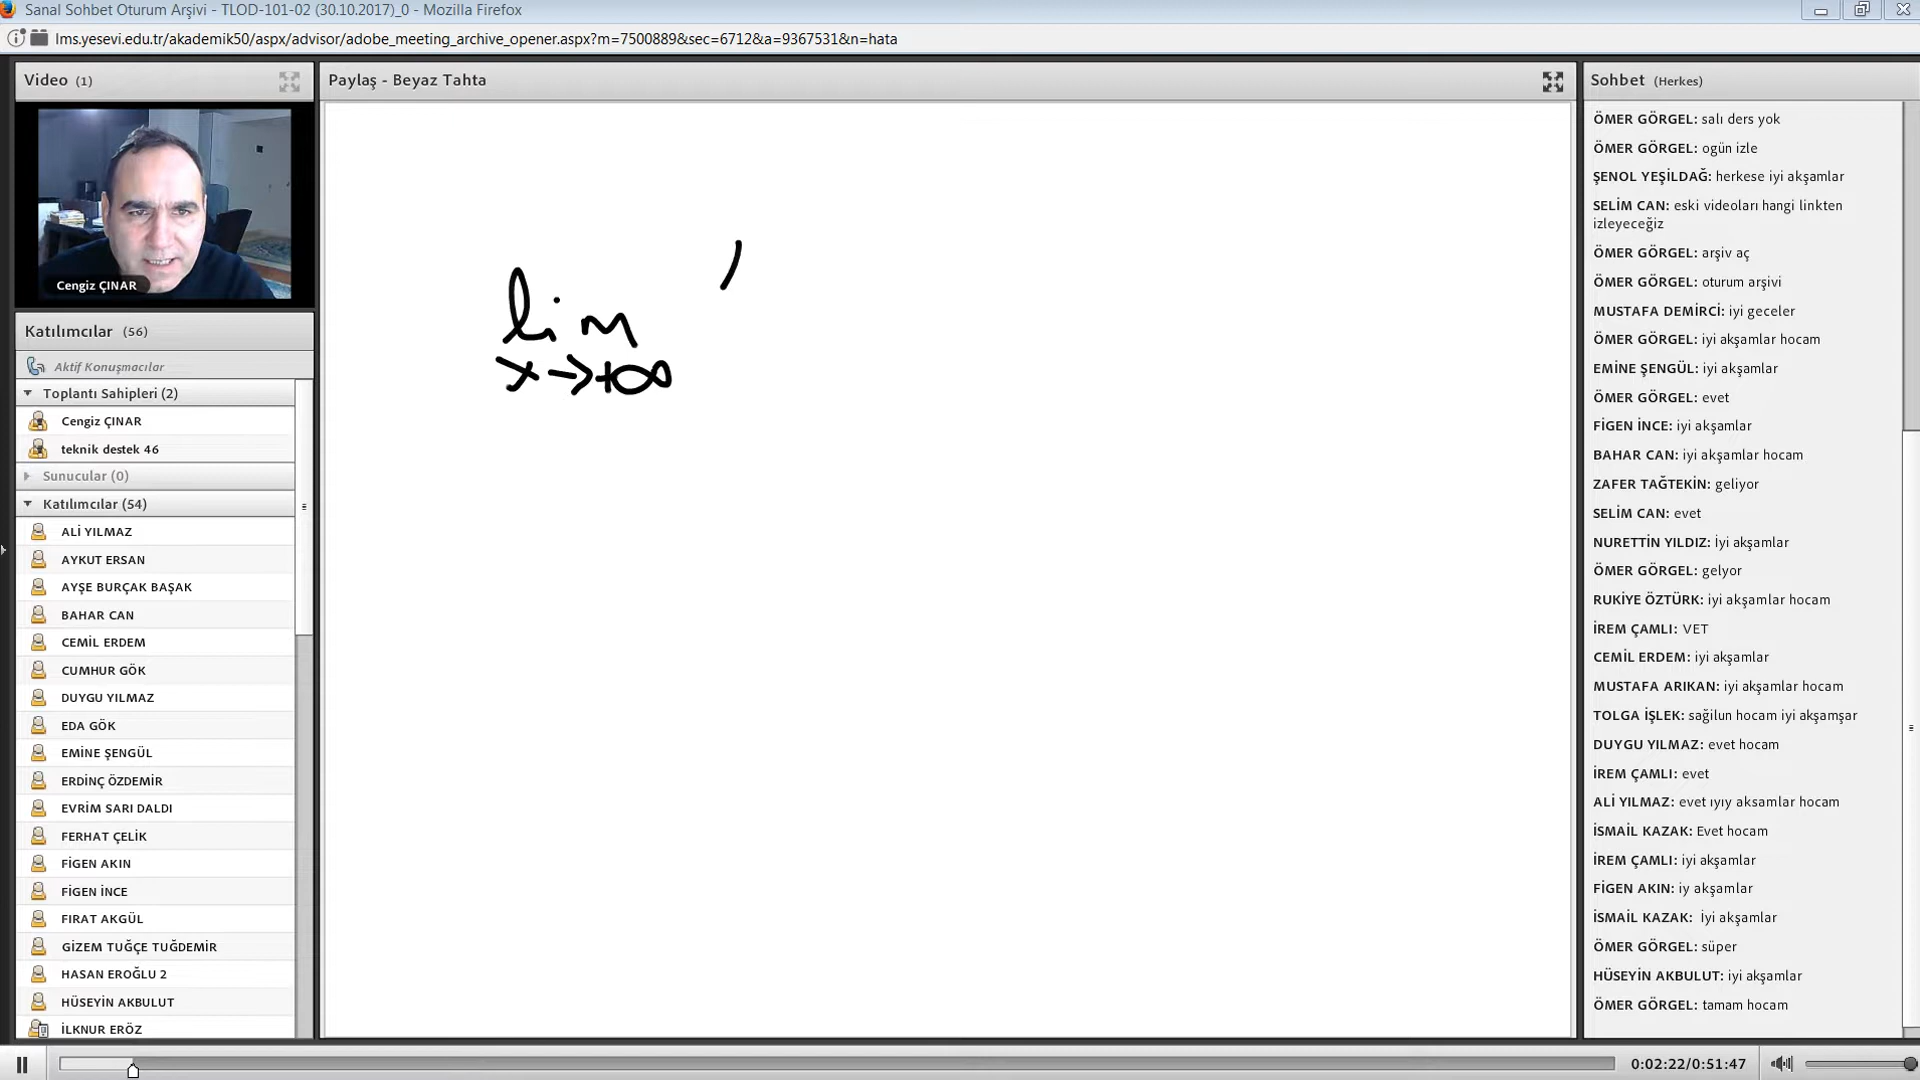 Sanal Sohbet Oturum Arşivi - TLOD-101-02 (30.10.2017)_0 - Mozilla Firefox
lms.yesevi.edu.tr/akademik50/aspx/advisor/adobe_meeting_archive_opener.aspx?m=7500889&sec=6712&a=9367531&n=hata
Video (1)
Cengiz ÇINAR
Katılımcılar (56)
Aktif Konuşmacılar
Toplantı Sahipleri (2)
Cengiz ÇINAR
teknik destek 46
Sunucular (0)
Katılımcılar (54)
ALİ YILMAZ
AYKUT ERSAN
AYŞE BURÇAK BAŞAK
BAHAR CAN
CEMİL ERDEM
CUMHUR GÖK
DUYGU YILMAZ
EDA GÖK
EMİNE ŞENGÜL
ERDİNÇ ÖZDEMİR
EVRİM SARI DALDI
FERHAT ÇELİK
FİGEN AKIN
FİGEN İNCE
FIRAT AKGÜL
GİZEM TUĞÇE TUĞDEMİR
HASAN EROĞLU 2
HÜSEYİN AKBULUT
İLKNUR ERÖZ
Paylaş - Beyaz Tahta
lim
x→+∞
Sohbet (Herkes)
ÖMER GÖRGEL: salı ders yok
ÖMER GÖRGEL: ogün izle
ŞENOL YEŞİLDAĞ: herkese iyi akşamlar
SELİM CAN: eski videoları hangi linkten
izleyeceğiz
ÖMER GÖRGEL: arşiv aç
ÖMER GÖRGEL: oturum arşivi
MUSTAFA DEMİRCİ: iyi geceler
ÖMER GÖRGEL: iyi akşamlar hocam
EMİNE ŞENGÜL: iyi akşamlar
ÖMER GÖRGEL: evet
FİGEN İNCE: iyi akşamlar
BAHAR CAN: iyi akşamlar hocam
ZAFER TAĞTEKİN: geliyor
SELİM CAN: evet
NURETTİN YILDIZ: İyi akşamlar
ÖMER GÖRGEL: gelyor
RUKİYE ÖZTÜRK: iyi akşamlar hocam
İREM ÇAMLI: VET
CEMİL ERDEM: iyi akşamlar
MUSTAFA ARIKAN: iyi akşamlar hocam
TOLGA İŞLEK: sağilun hocam iyi akşamşar
DUYGU YILMAZ: evet hocam
İREM ÇAMLI: evet
ALİ YILMAZ: evet ıyıy aksamlar hocam
İSMAİL KAZAK: Evet hocam
İREM ÇAMLI: iyi akşamlar
FİGEN AKIN: iy akşamlar
İSMAİL KAZAK: İyi akşamlar
ÖMER GÖRGEL: süper
HÜSEYİN AKBULUT: iyi akşamlar
ÖMER GÖRGEL: tamam hocam
0:02:22/0:51:47